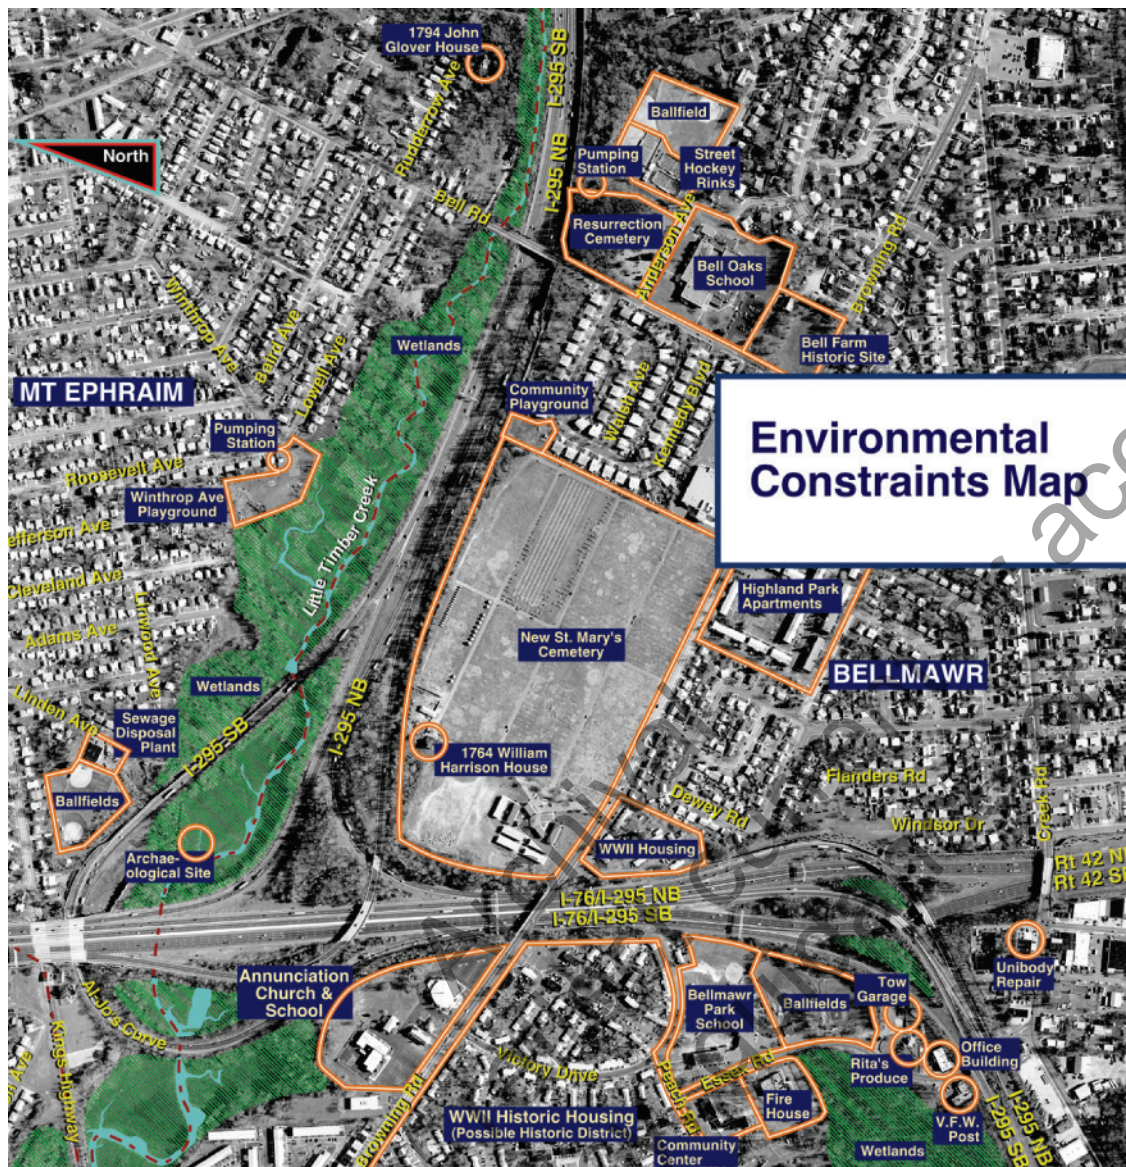 1794 John
Glover House
I-295 SB
Rudderrow Ave
Ballfield
North
I-295 NB
Pumping
Station
Street
Hockey
Rinks
Bell Rd
Resurrection
Cemetery
Anderson Ave
Bell Oaks
School
Browning Rd
Winthrop Ave
Baird Ave
Lowell Ave
Wetlands
Bell Farm
Historic Site
MT EPHRAIM
Community
Playground
Walsh Ave
Kennedy Blvd
Pumping
Station
Roosevelt Ave
Winthrop Ave
Playground
Environmental
Constraints Map
efferson Ave
Little Timber Creek
Cleveland Ave
Linwood Ave
Adams Ave
Highland Park
Apartments
New St. Mary's
Cemetery
BELLMAWR
Wetlands
Linden Ave
Sewage
Disposal
Plant
I-295 SB
I-295 NB
1764 William
Harrison House
Flanders Rd
Dewey Rd
Creek Rd
Ballfields
Windsor Dr
WWII Housing
Archae-
ological Site
Rt 42 N
Rt 42 S
I-76/I-295 NB
I-76/I-295 SB
Annunciation
Church &
School
Unibody
Repair
Al-Jo's Curve
Bellmawr
Park
School
Ballfields
Tow
Garage
Kings Highway
Victory Drive
Essex Rd
Rita's
Produce
Office
Building
Browning Rd
Fire
House
V.F.W.
Post
I-295 NB
I-295 SB
WWII Historic Housing
(Possible Historic District)
Community
Center
Wetlands